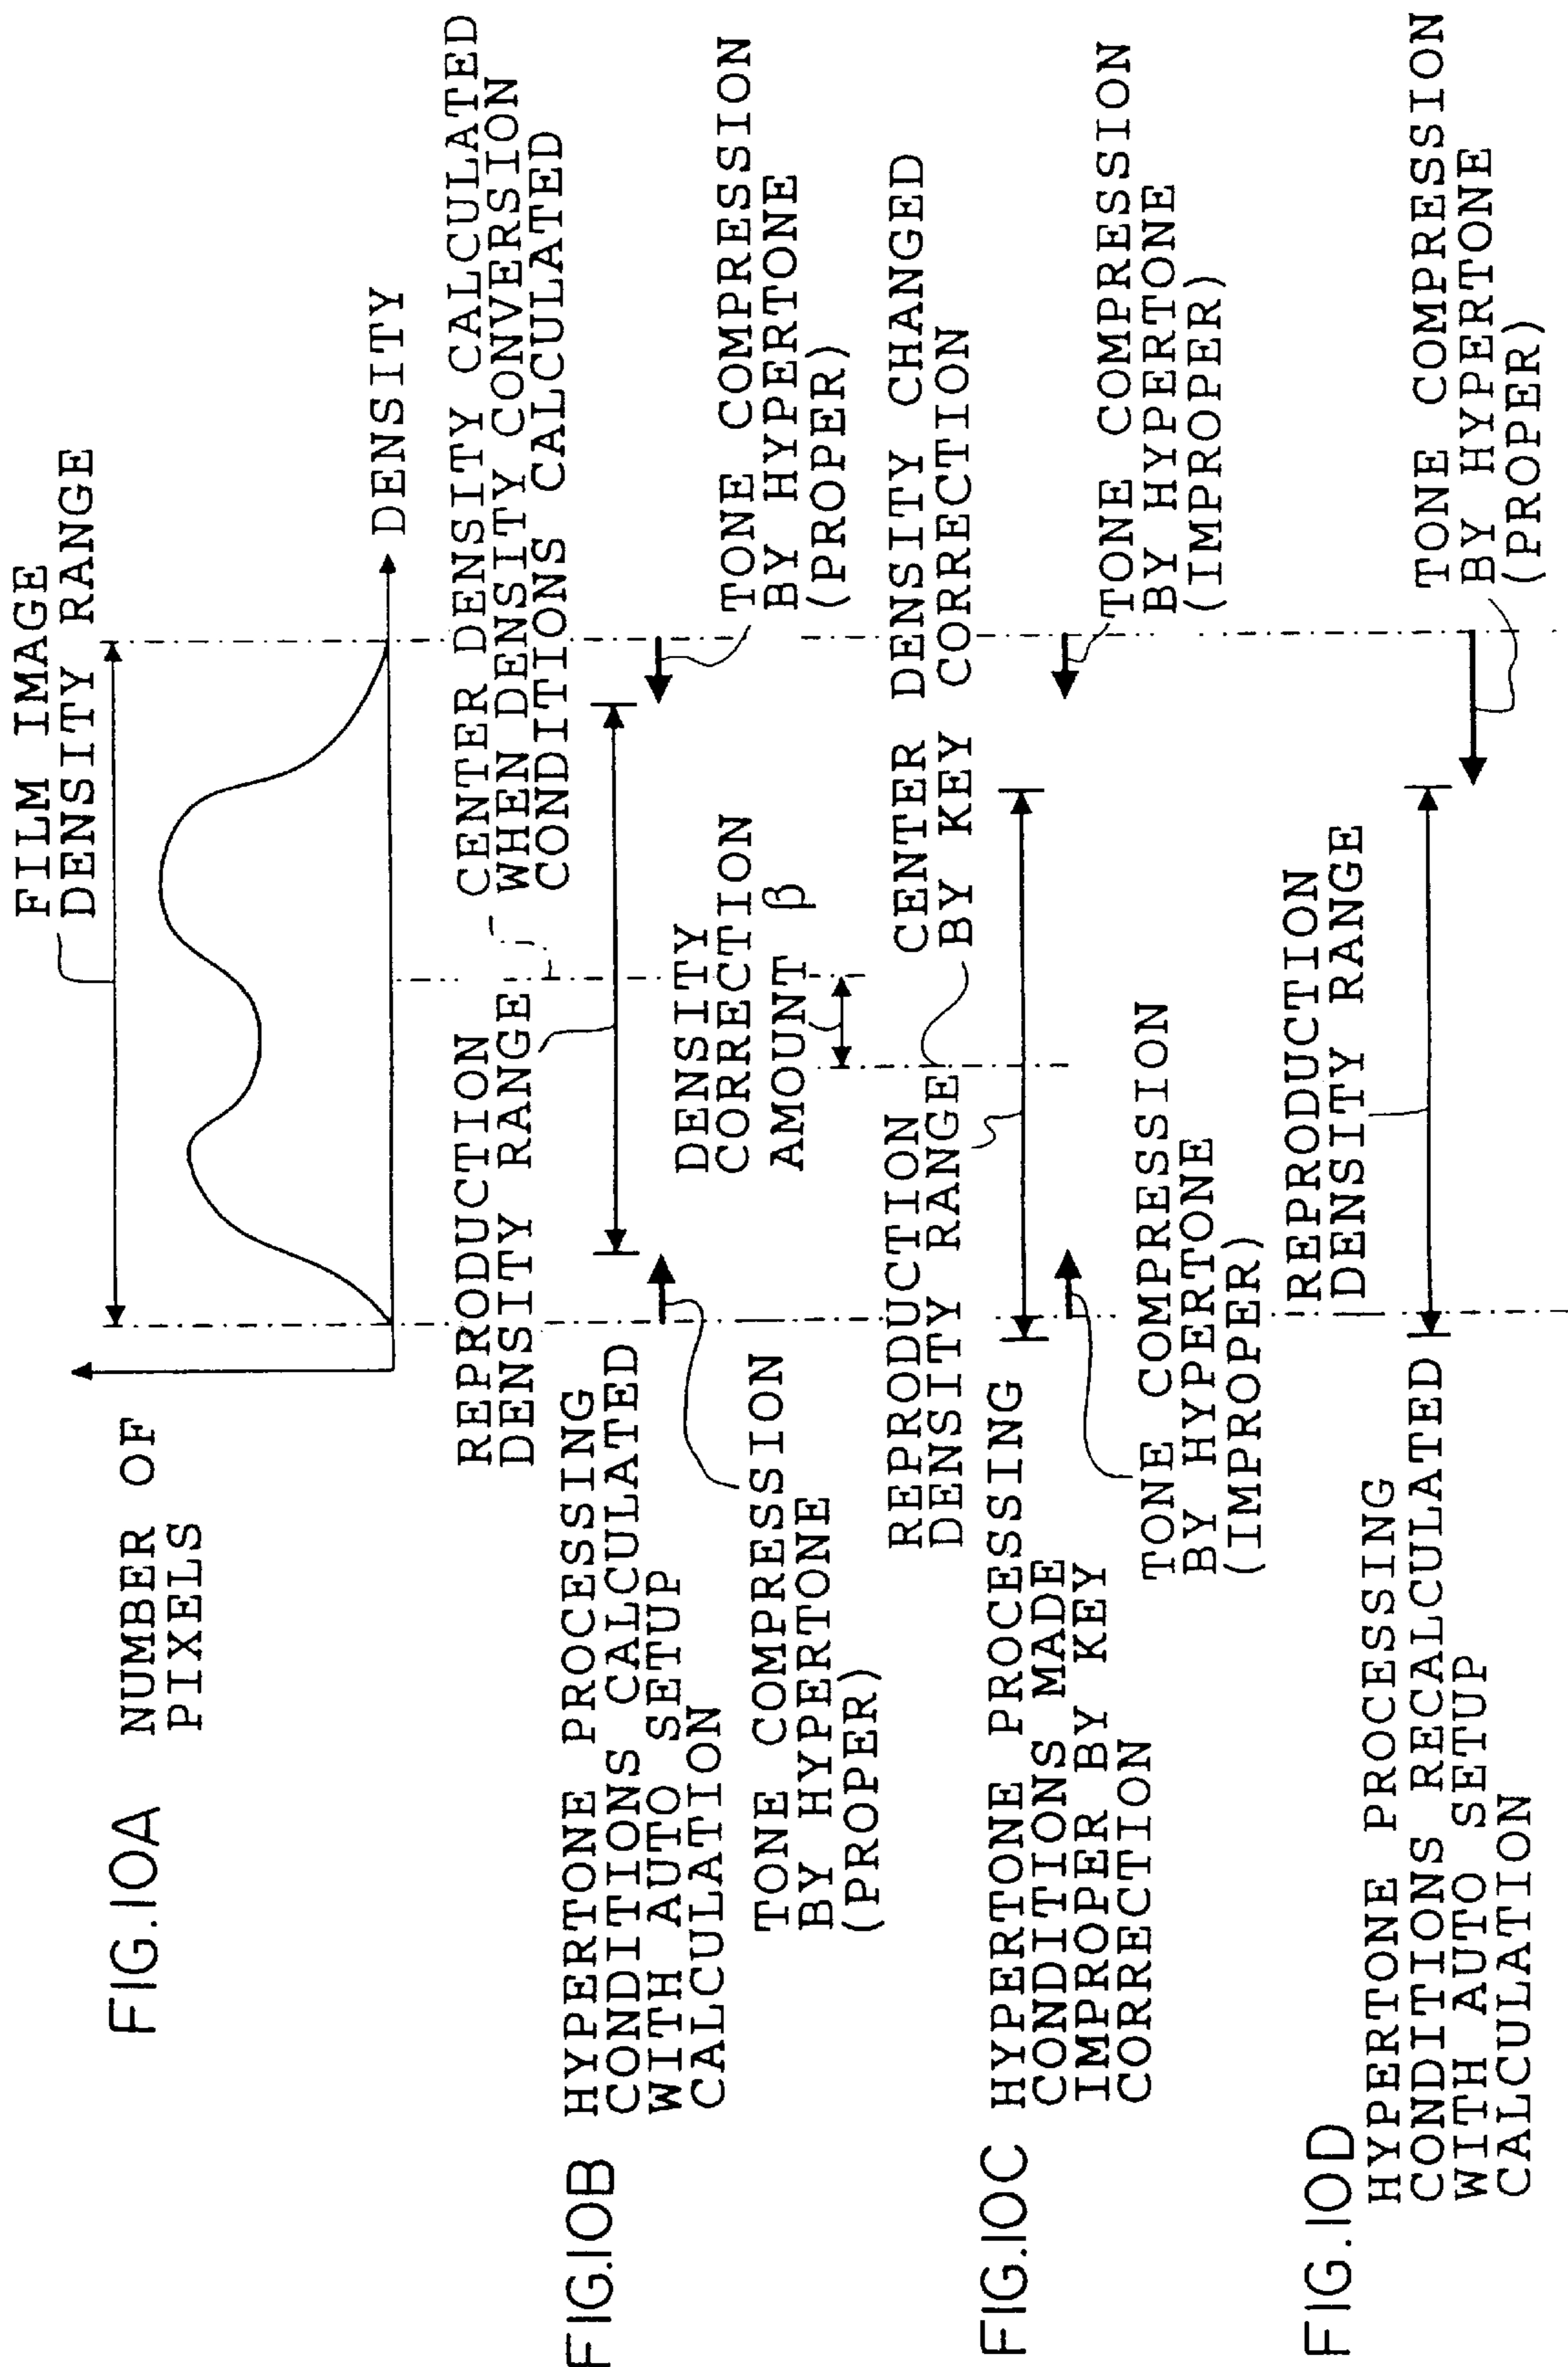 FIG.10A
NUMBER OF
PIXELS
FILM IMAGE
DENSITY RANGE
DENSITY
CENTER DENSITY CALCULATED
WHEN DENSITY CONVERSION
CONDITIONS CALCULATED
FIG.10B
HYPERTONE PROCESSING
CONDITIONS CALCULATED
WITH AUTO SETUP
CALCULATION
REPRODUCTION
DENSITY RANGE
TONE COMPRESSION
BY HYPERTONE
(PROPER)
TONE COMPRESSION
BY HYPERTONE
(PROPER)
DENSITY
CORRECTION
AMOUNT β
CENTER DENSITY CHANGED
BY KEY CORRECTION
FIG.10C
HYPERTONE PROCESSING
CONDITIONS MADE
IMPROPER BY KEY
CORRECTION
REPRODUCTION
DENSITY RANGE
TONE COMPRESSION
BY HYPERTONE
(IMPROPER)
TONE COMPRESSION
BY HYPERTONE
(IMPROPER)
FIG.10D
HYPERTONE PROCESSING
CONDITIONS RECALCULATED
WITH AUTO SETUP
CALCULATION
REPRODUCTION
DENSITY RANGE
TONE COMPRESSION
BY HYPERTONE
(PROPER)